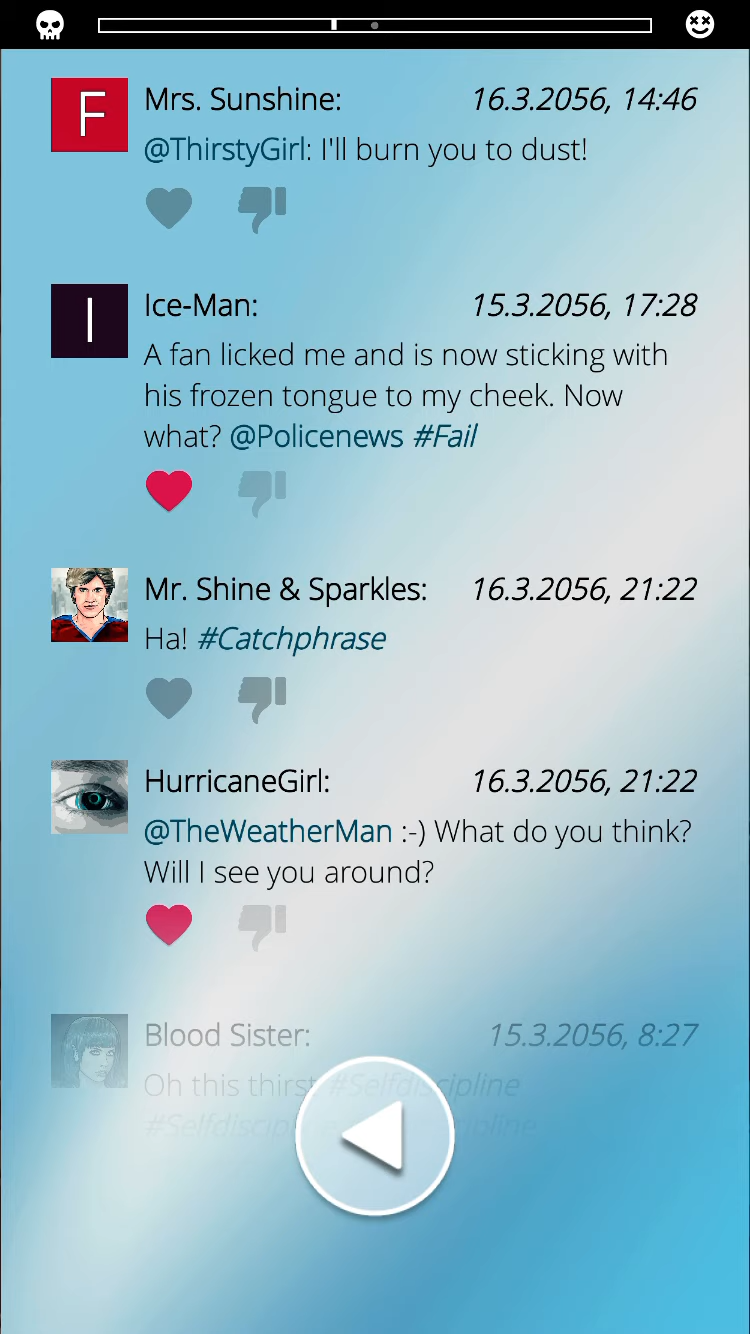 F
Mrs. Sunshine: 16.3.2056, 14:46
@ThirstyGirl: I'll burn you to dust!
I
Ice-Man: 15.3.2056, 17:28
A fan licked me and is now sticking with
his frozen tongue to my cheek. Now
what? @Policenews #Fail
Mr. Shine & Sparkles: 16.3.2056, 21:22
Ha! #Catchphrase
HurricaneGirl: 16.3.2056, 21:22
@TheWeatherMan :-) What do you think?
Will I see you around?
Blood Sister: 15.3.2056, 8:27
Oh this thirst #Selfdiscipline